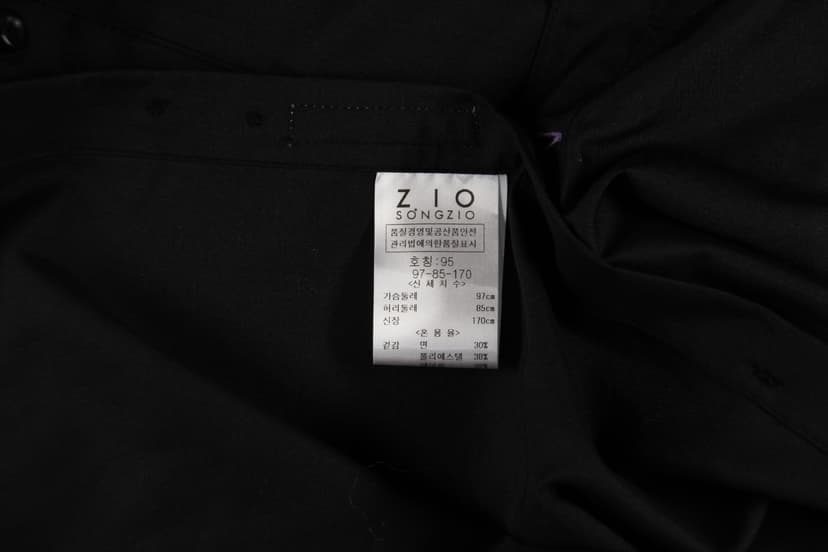 ZIO
SONGZIO
품질경영및공산품안전
관리법에의한품질표시
호칭:95
97-85-170
<신체치수>
가슴둘레 97cm
허리둘레 85cm
신장 170cm
<혼용율>
겉감 면 30%
폴리에스텔 38%